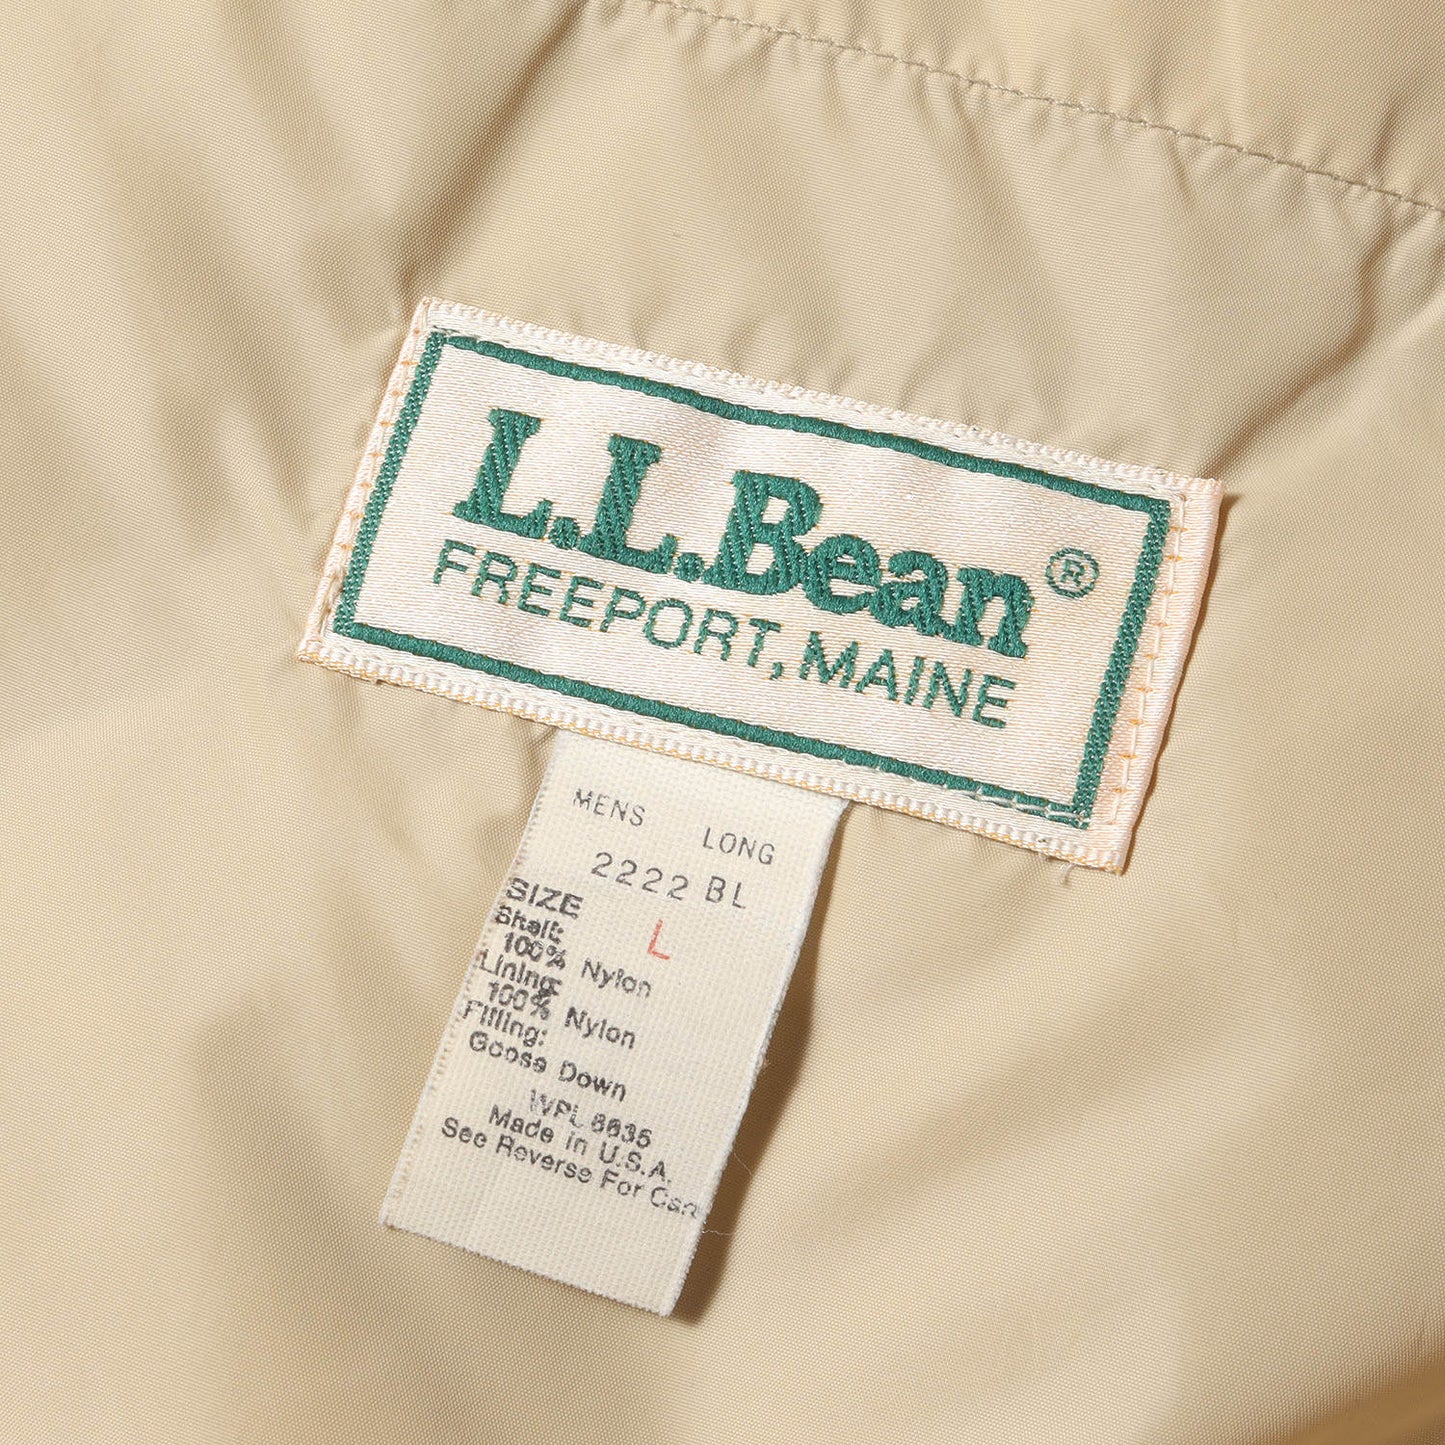 L.L.Bean®
FREEPORT, MAINE
MENS LONG
2222 BL
SIZE L
Shell:
100% Nylon
Lining:
100% Nylon
Filling:
Goose Down
WPL 6635
Made in U.S.A.
See Reverse For Care